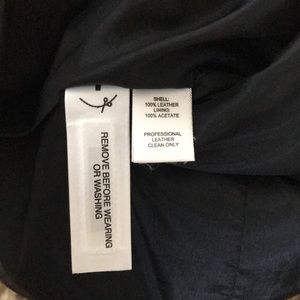 SHELL:
100% LEATHER
LINING:
100% ACETATE
PROFESSIONAL
LEATHER
CLEAN ONLY
REMOVE BEFORE WEARING
OR WASHING